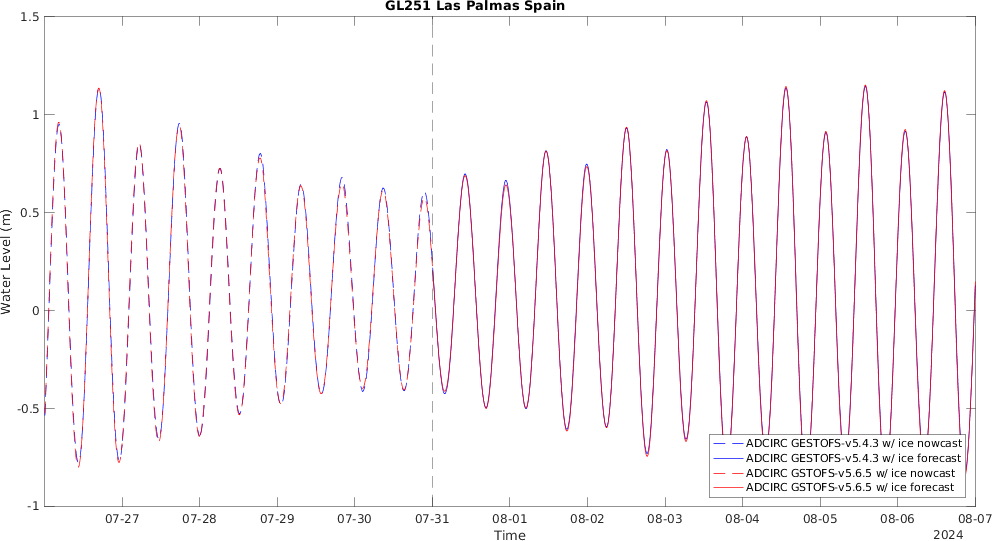 GL251 Las Palmas Spain
1.5
1
0.5
0
-0.5
-1
Water Level (m)
07-27 07-28 07-29 07-30 07-31 08-01 08-02 08-03 08-04 08-05 08-06 08-07
Time
2024
ADCIRC GESTOFS-v5.4.3 w/ ice nowcast
ADCIRC GESTOFS-v5.4.3 w/ ice forecast
ADCIRC GSTOFS-v5.6.5 w/ ice nowcast
ADCIRC GSTOFS-v5.6.5 w/ ice forecast